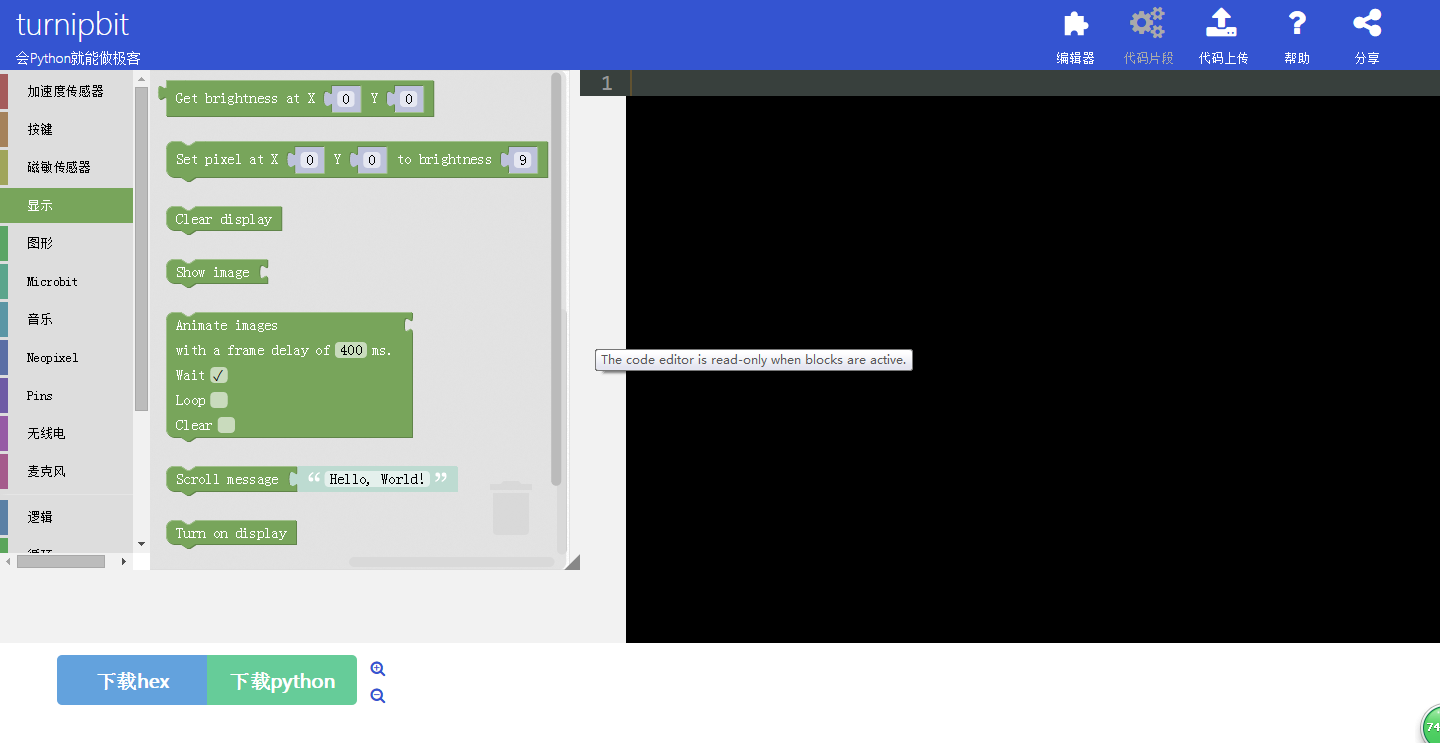 turnipbit
会Python就能做极客
编辑器
代码片段
代码上传
帮助
分享
加速度传感器
按键
磁敏传感器
显示
图形
Microbit
音乐
Neopixel
Pins
无线电
麦克风
逻辑
循环
Get brightness at X 0 Y 0
Set pixel at X 0 Y 0 to brightness 9
Clear display
Show image
Animate images
with a frame delay of 400 ms.
Wait ✓
Loop
Clear
Scroll message “ Hello, World! ”
Turn on display
1
The code editor is read-only when blocks are active.
下载hex
下载python
74